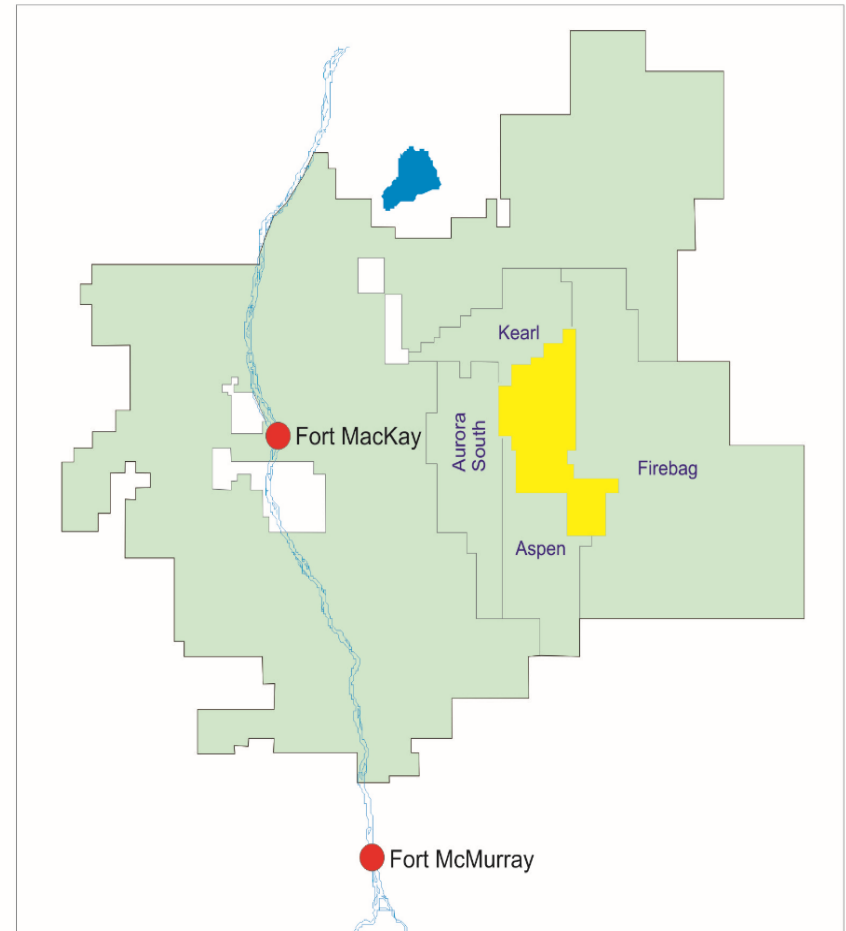 Kearl
Fort MacKay
Aurora
South
Firebag
Aspen
Fort McMurray